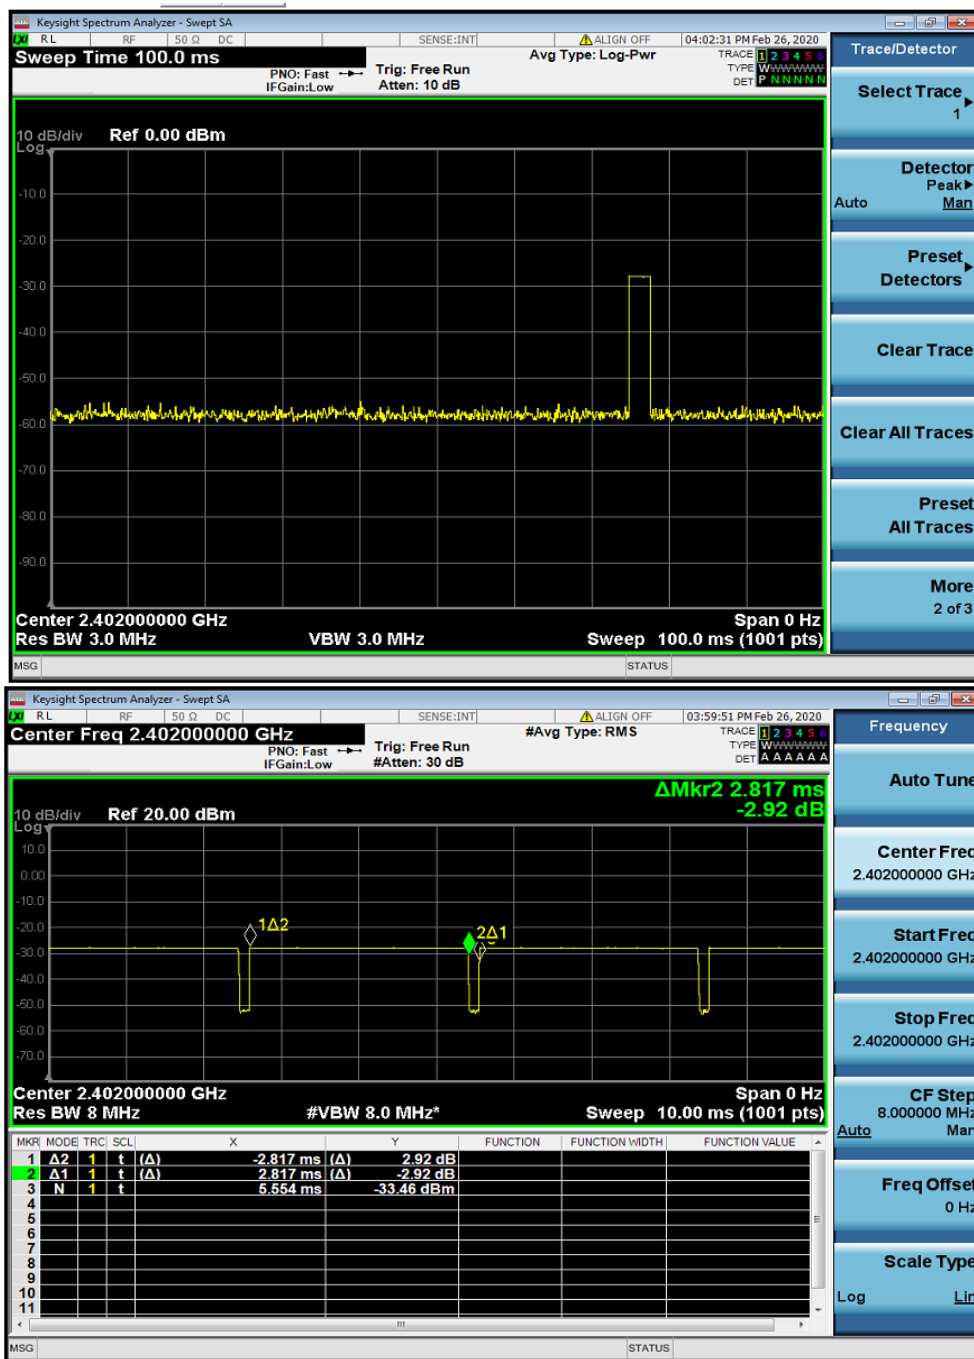 Keysight Spectrum Analyzer - Swept SA
LXI RL RF 50 Ω DC SENSE:INT ALIGN OFF 04:02:31 PM Feb 26, 2020
Sweep Time 100.0 ms
PNO: Fast
IFGain:Low
Trig: Free Run
Atten: 10 dB
Avg Type: Log-Pwr
TRACE 1 2 3 4 5 6
TYPE WWWWWW
DET P N N N N N
10 dB/div
Log
Ref 0.00 dBm
-10.0
-20.0
-30.0
-40.0
-50.0
-60.0
-70.0
-80.0
-90.0
Center 2.402000000 GHz
Span 0 Hz
Res BW 3.0 MHz
VBW 3.0 MHz
Sweep 100.0 ms (1001 pts)
MSG
STATUS
Trace/Detector
Select Trace
1
Detector
Peak
Auto Man
Preset
Detectors
Clear Trace
Clear All Traces
Preset
All Traces
More
2 of 3
Keysight Spectrum Analyzer - Swept SA
LXI RL RF 50 Ω DC SENSE:INT ALIGN OFF 03:59:51 PM Feb 26, 2020
Center Freq 2.402000000 GHz
PNO: Fast
IFGain:Low
Trig: Free Run
#Atten: 30 dB
#Avg Type: RMS
TRACE 1 2 3 4 5 6
TYPE WWWWWW
DET A A A A A A
ΔMkr2 2.817 ms
-2.92 dB
10 dB/div
Log
Ref 20.00 dBm
10.0
0.00
-10.0
-20.0
-30.0
-40.0
-50.0
-60.0
-70.0
1Δ2
2Δ1
Center 2.402000000 GHz
Span 0 Hz
Res BW 8 MHz
#VBW 8.0 MHz*
Sweep 10.00 ms (1001 pts)
MKR MODE TRC SCL X Y FUNCTION FUNCTION WIDTH FUNCTION VALUE
1 Δ2 1 t (Δ) -2.817 ms (Δ) 2.92 dB
2 Δ1 1 t (Δ) 2.817 ms (Δ) -2.92 dB
3 N 1 t 5.554 ms -33.46 dBm
4
5
6
7
8
9
10
11
MSG
STATUS
Frequency
Auto Tune
Center Freq
2.402000000 GHz
Start Freq
2.402000000 GHz
Stop Freq
2.402000000 GHz
CF Step
8.000000 MHz
Auto Man
Freq Offset
0 Hz
Scale Type
Log Lin